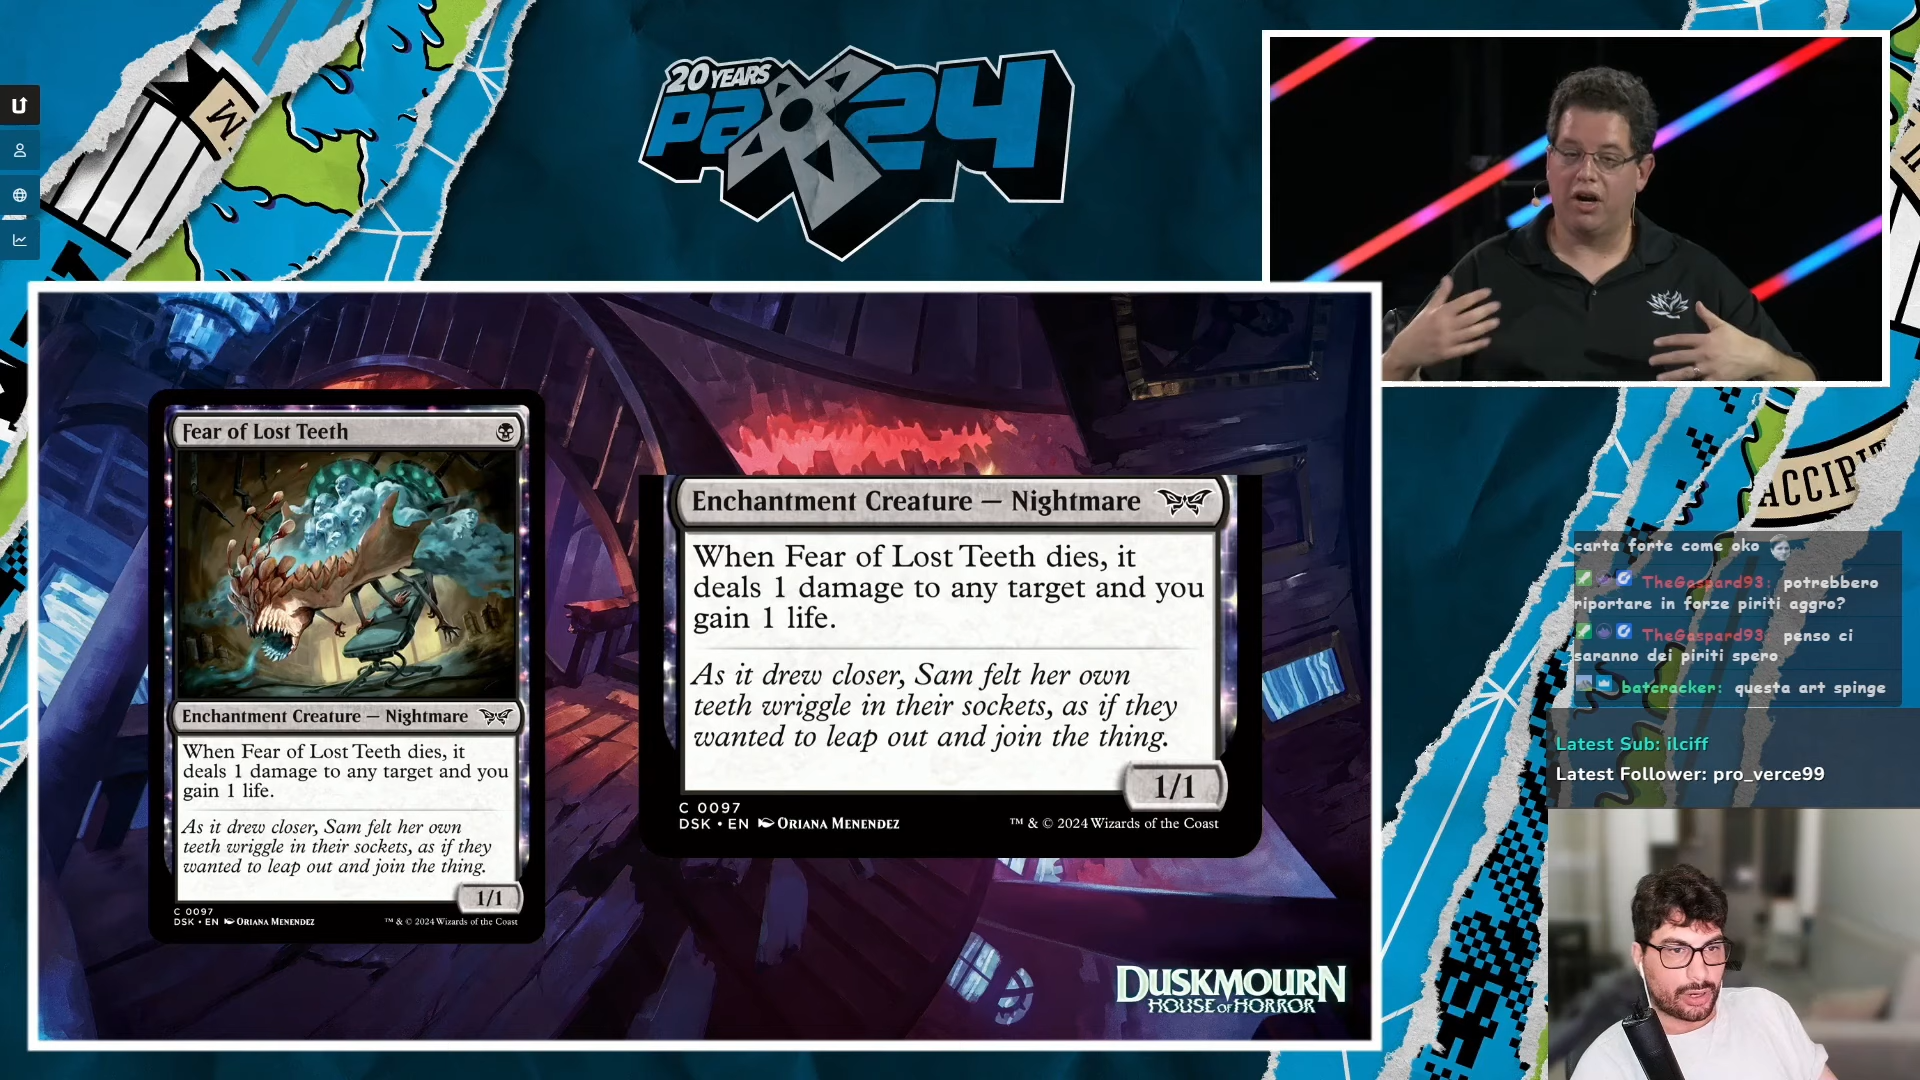 20 YEARS
PAX24
M
Fear of Lost Teeth
Enchantment Creature — Nightmare
When Fear of Lost Teeth dies, it
deals 1 damage to any target and you
gain 1 life.
As it drew closer, Sam felt her own
teeth wriggle in their sockets, as if they
wanted to leap out and join the thing.
1/1
C 0097
DSK • EN ORIANA MENENDEZ
™ & © 2024 Wizards of the Coast
Enchantment Creature — Nightmare
When Fear of Lost Teeth dies, it
deals 1 damage to any target and you
gain 1 life.
As it drew closer, Sam felt her own
teeth wriggle in their sockets, as if they
wanted to leap out and join the thing.
1/1
C 0097
DSK • EN ORIANA MENENDEZ
™ & © 2024 Wizards of the Coast
DUSKMOURN
HOUSE OF HORROR
carta forte come oko
TheGaspard93: potrebbero
riportare in forze piriti aggro?
TheGaspard93: penso ci
saranno dei piriti spero
batcracker: questa art spinge
Latest Sub: ilciff
Latest Follower: pro_verce99